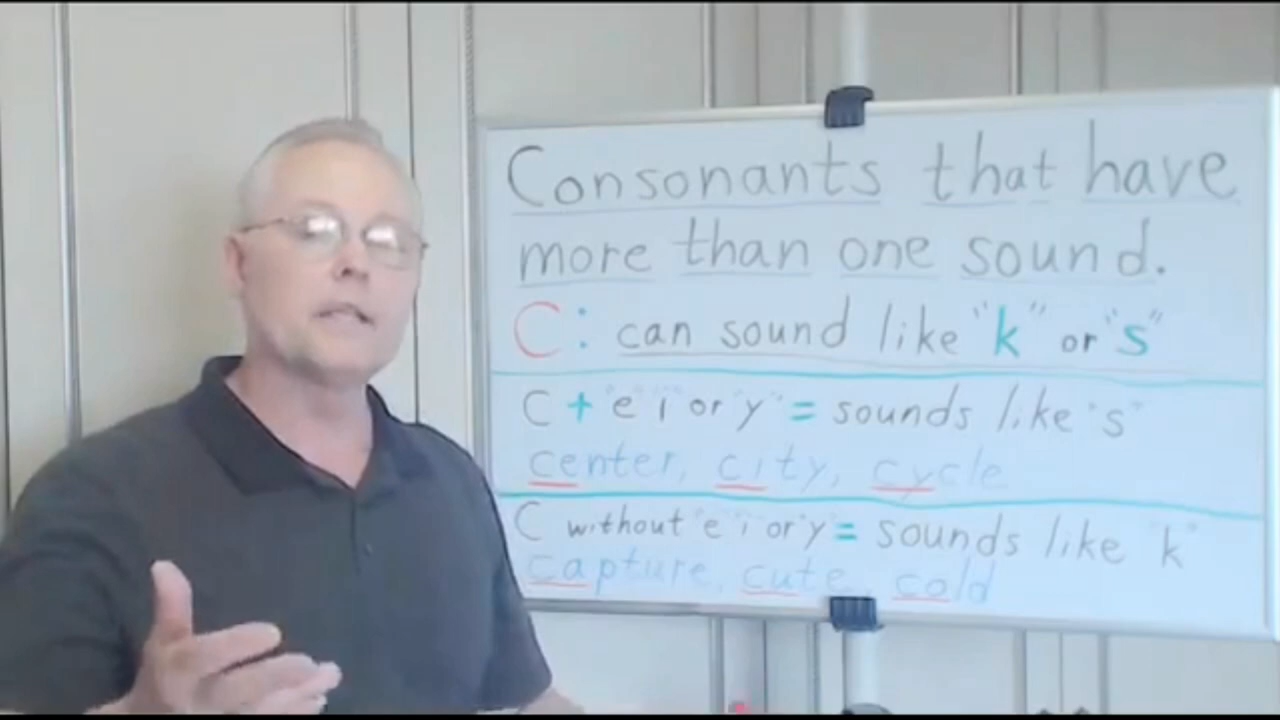 Consonants that have
more than one sound.
C: can sound like "k" or "s"
C + "e" "i" or "y" = sounds like "s"
center, city, cycle
C without "e" "i" or "y" = sounds like "k"
capture, cute, cold